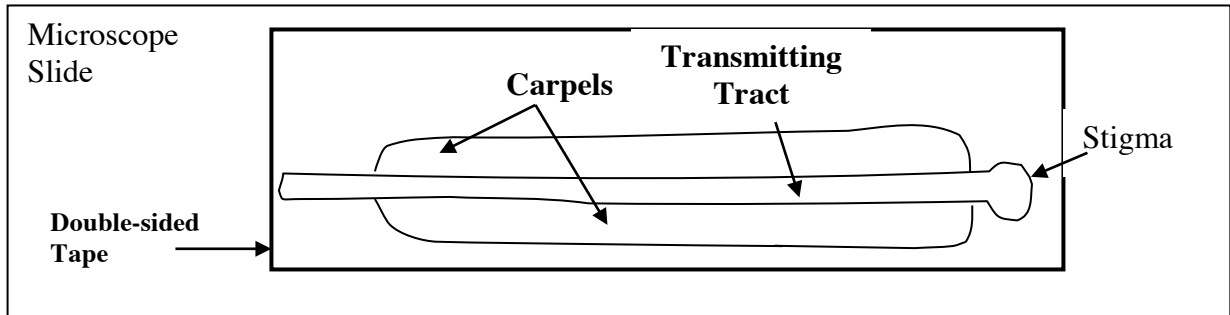 Microscope
Slide
Transmitting
Tract
Carpels
Stigma
Double-sided
Tape